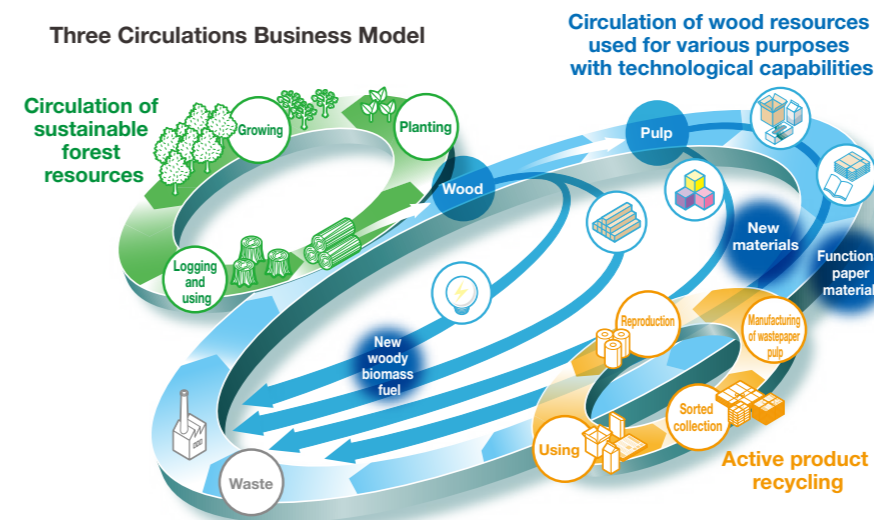 Three Circulations Business Model
Circulation of wood resources
used for various purposes
with technological capabilities
Circulation of
sustainable
forest
resources
Growing
Planting
Logging
and
using
Wood
Pulp
New
materials
Function
paper
material
New
woody
biomass
fuel
Reproduction
Manufacturing
of wastepaper
pulp
Sorted
collection
Using
Waste
Active product
recycling